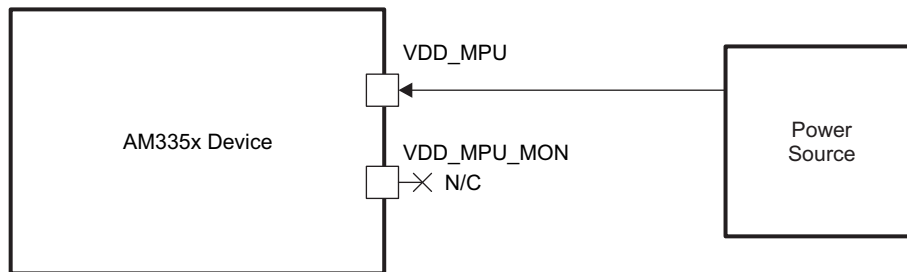 VDD_MPU
AM335x Device
VDD_MPU_MON
N/C
Power
Source